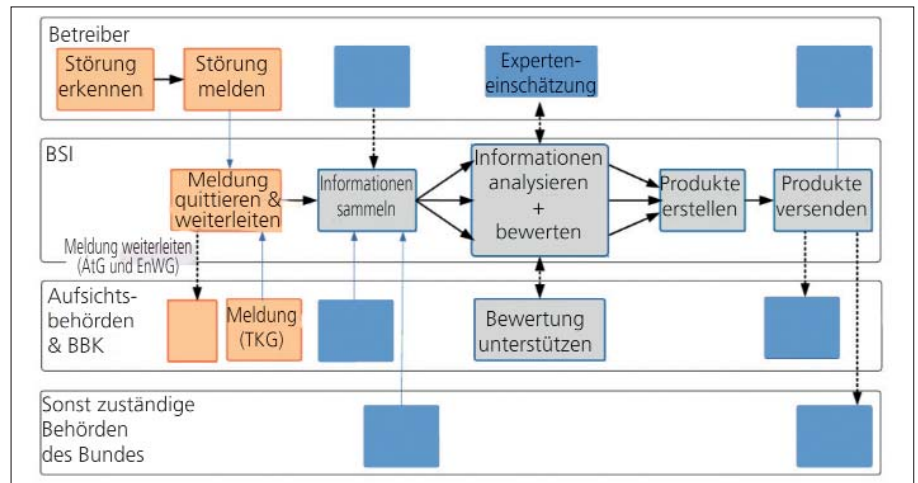 Betreiber
Störung
erkennen
Störung
melden
Experten-
einschätzung
BSI
Meldung
quittieren &
weiterleiten
Informationen
sammeln
Informationen
analysieren
+
bewerten
Produkte
erstellen
Produkte
versenden
Meldung weiterleiten
(AtG und EnWG)
Aufsichts-
behörden
& BBK
Meldung
(TKG)
Bewertung
unterstützen
Sonst zuständige
Behörden
des Bundes